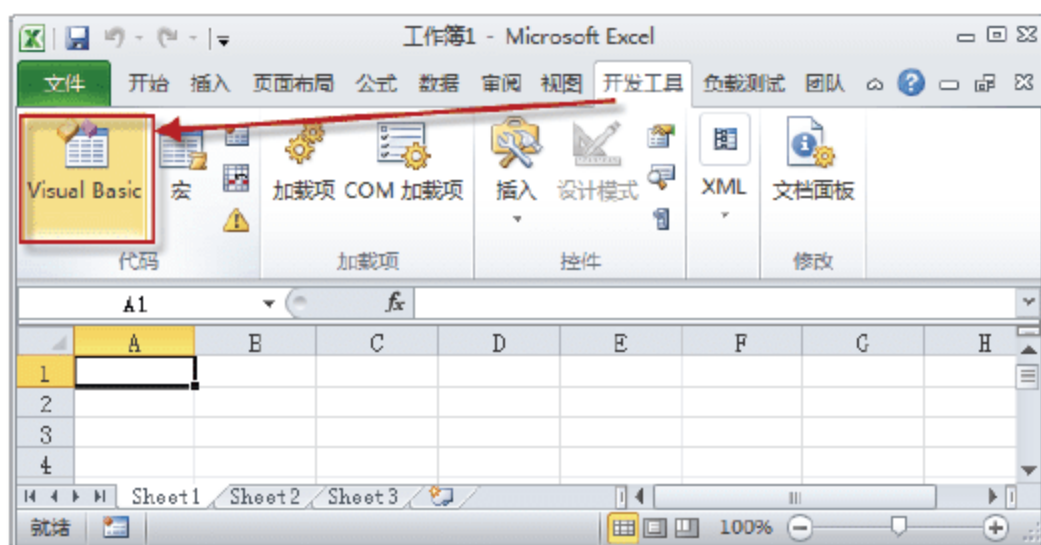 工作簿1 - Microsoft Excel
文件 开始 插入 页面布局 公式 数据 审阅 视图 开发工具 负载测试 团队
Visual Basic 宏 加载项 COM 加载项 插入 设计模式 XML 文档面板
代码 加载项 控件 修改
A1 fx
A B C D E F G H
1
2
3
4
Sheet1 Sheet2 Sheet3
就绪 100%